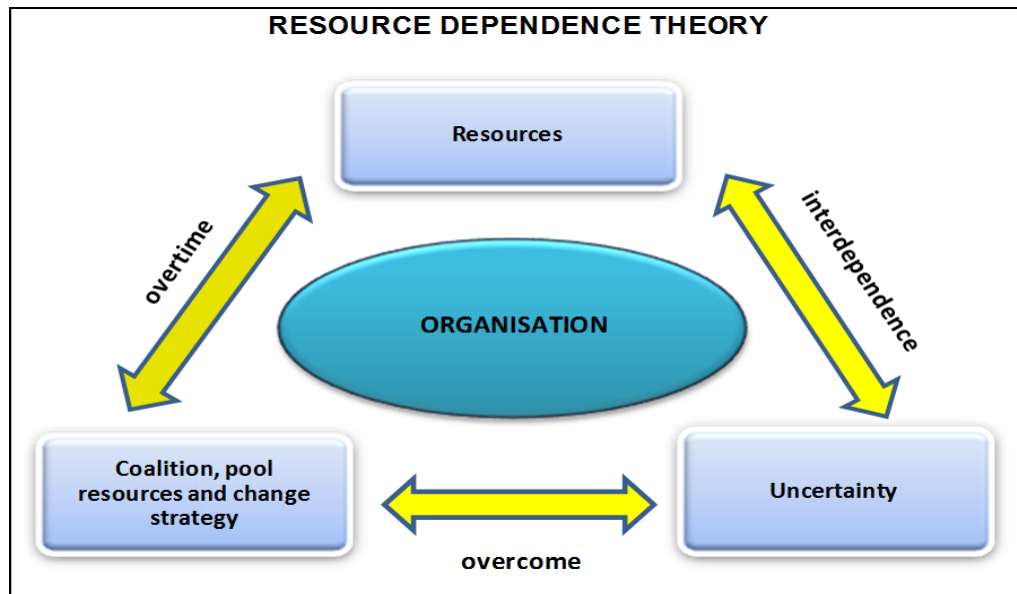 RESOURCE DEPENDENCE THEORY
Resources
overtime
interdependence
ORGANISATION
Coalition, pool
resources and change
strategy
Uncertainty
overcome